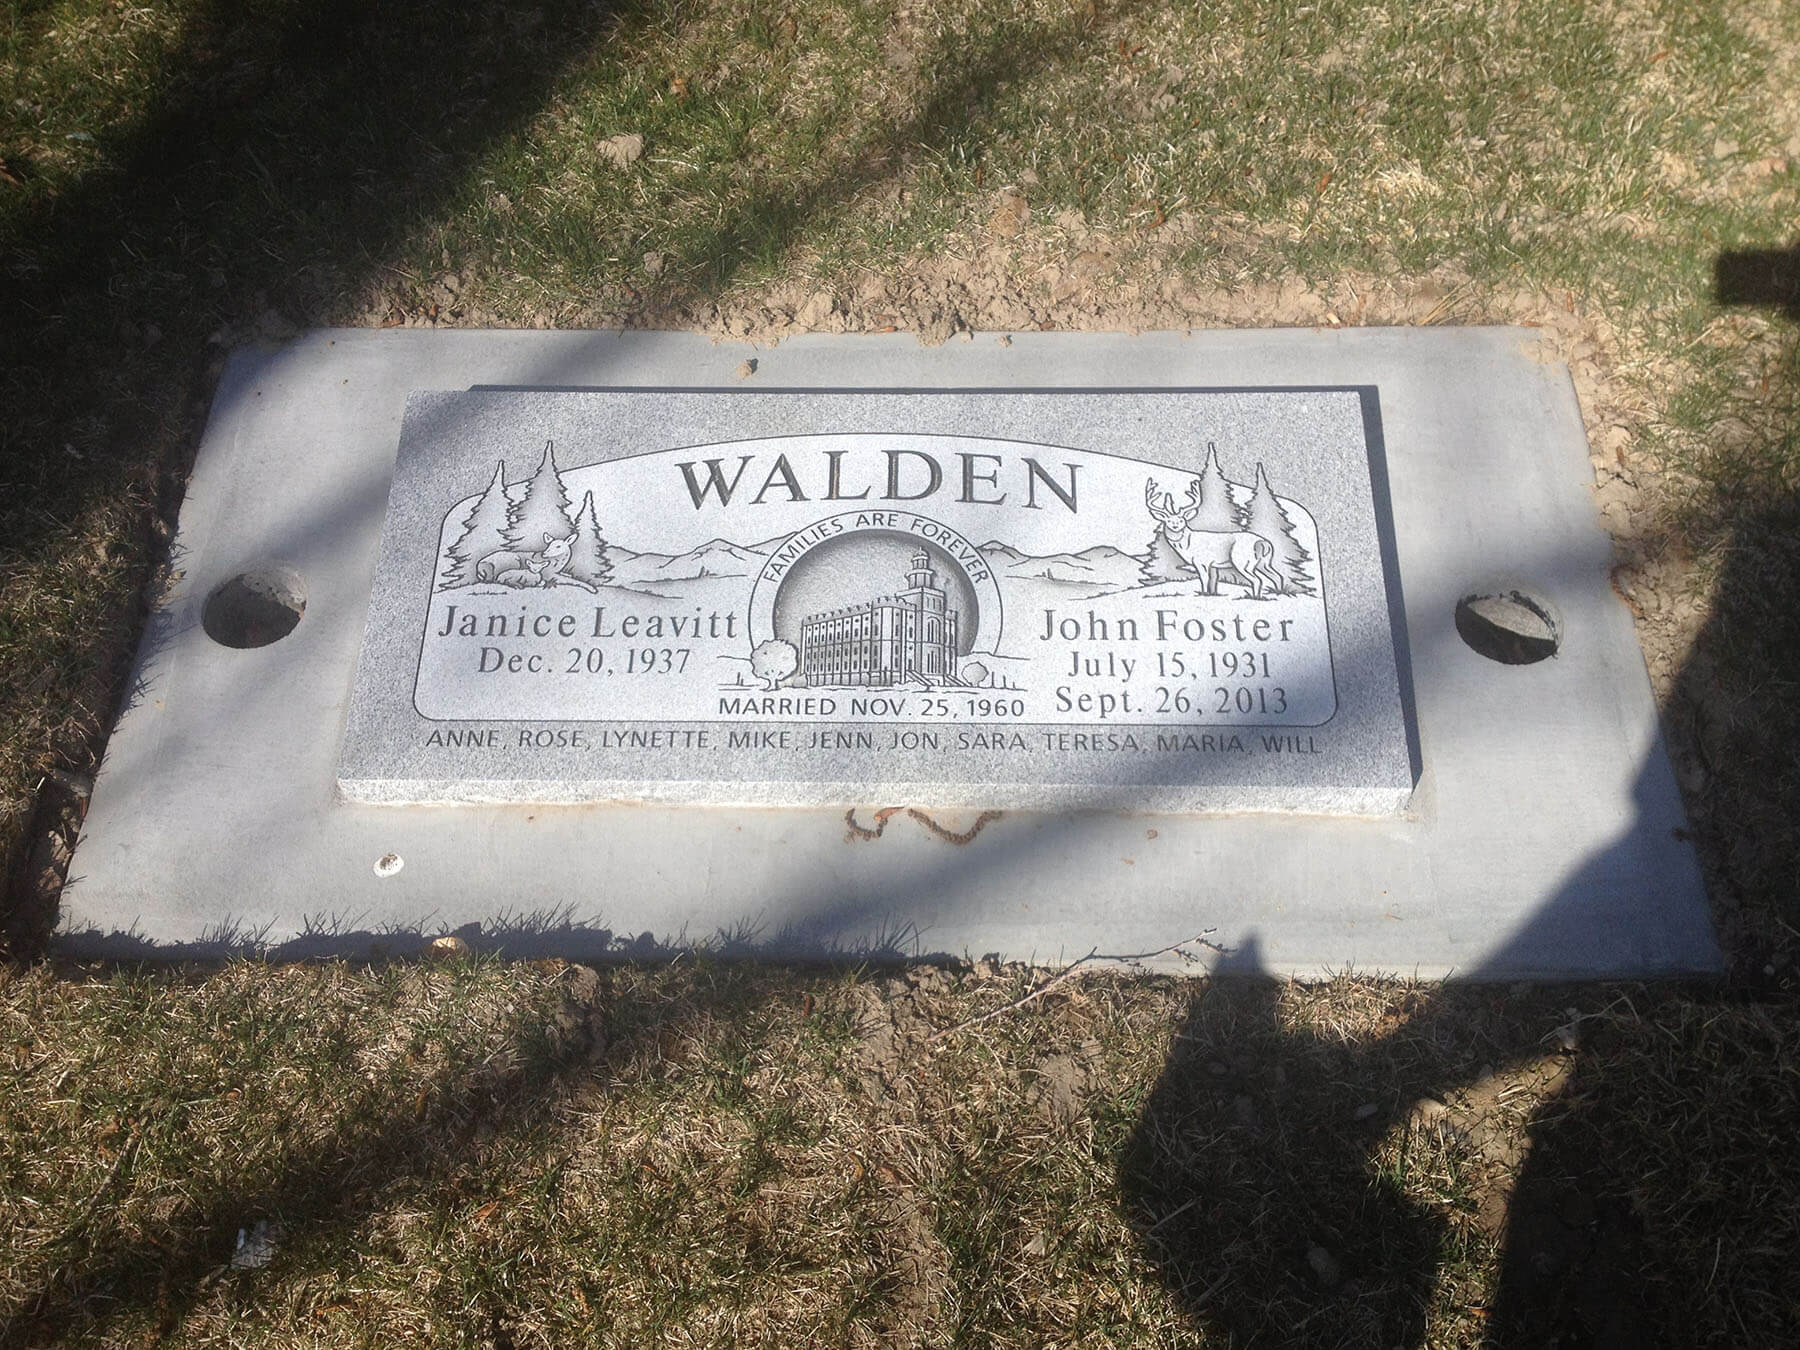 WALDEN
FAMILIES ARE FOREVER
Janice Leavitt
Dec. 20, 1937
John Foster
July 15, 1931
Sept. 26, 2013
MARRIED NOV. 25, 1960
ANNE, ROSE, LYNETTE, MIKE, JENN, JON, SARA, TERESA, MARIA, WILL